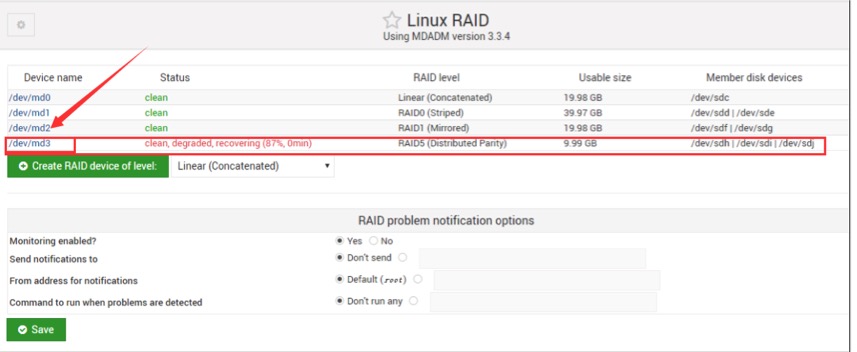 Linux RAID
Using MDADM version 3.3.4
Device name Status RAID level Usable size Member disk devices
/dev/md0 clean Linear (Concatenated) 19.98 GB /dev/sdc
/dev/md1 clean RAID0 (Striped) 39.97 GB /dev/sdd | /dev/sde
/dev/md2 clean RAID1 (Mirrored) 19.98 GB /dev/sdf | /dev/sdg
/dev/md3 clean, degraded, recovering (87%, 0min) RAID5 (Distributed Parity) 9.99 GB /dev/sdh | /dev/sdi | /dev/sdj
Create RAID device of level: Linear (Concatenated)
RAID problem notification options
Monitoring enabled? Yes No
Send notifications to Don't send
From address for notifications Default (root)
Command to run when problems are detected Don't run any
Save